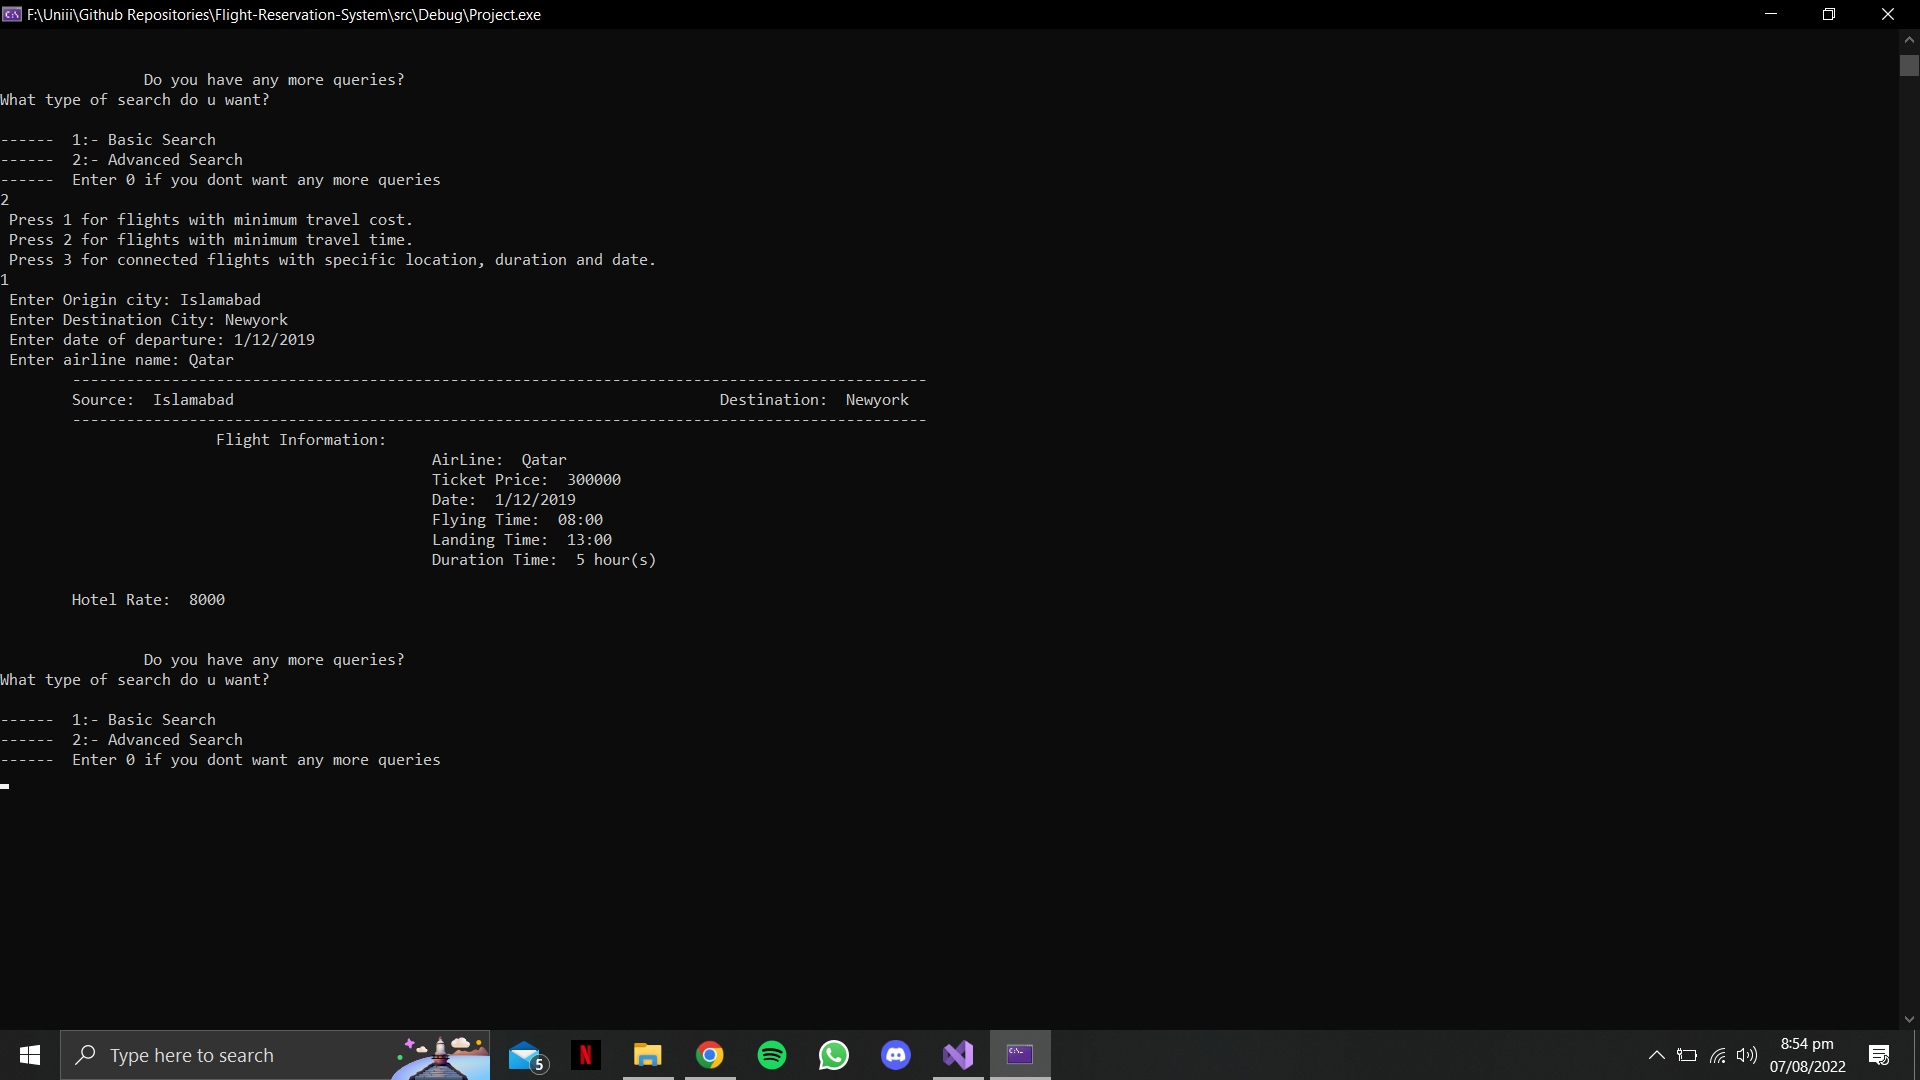 F:\Uniii\Github Repositories\Flight-Reservation-System\src\Debug\Project.exe
Do you have any more queries?
What type of search do u want?
------  1:- Basic Search
------  2:- Advanced Search
------  Enter 0 if you dont want any more queries
2
Press 1 for flights with minimum travel cost.
Press 2 for flights with minimum travel time.
Press 3 for connected flights with specific location, duration and date.
1
Enter Origin city: Islamabad
Enter Destination City: Newyork
Enter date of departure: 1/12/2019
Enter airline name: Qatar
-----------------------------------------------------------------------------------------------
Source:  Islamabad                                                      Destination:  Newyork
-----------------------------------------------------------------------------------------------
Flight Information:
AirLine:  Qatar
Ticket Price:  300000
Date:  1/12/2019
Flying Time:  08:00
Landing Time:  13:00
Duration Time:  5 hour(s)
Hotel Rate:  8000
Do you have any more queries?
What type of search do u want?
------  1:- Basic Search
------  2:- Advanced Search
------  Enter 0 if you dont want any more queries
Type here to search
5
N
8:54 pm
07/08/2022